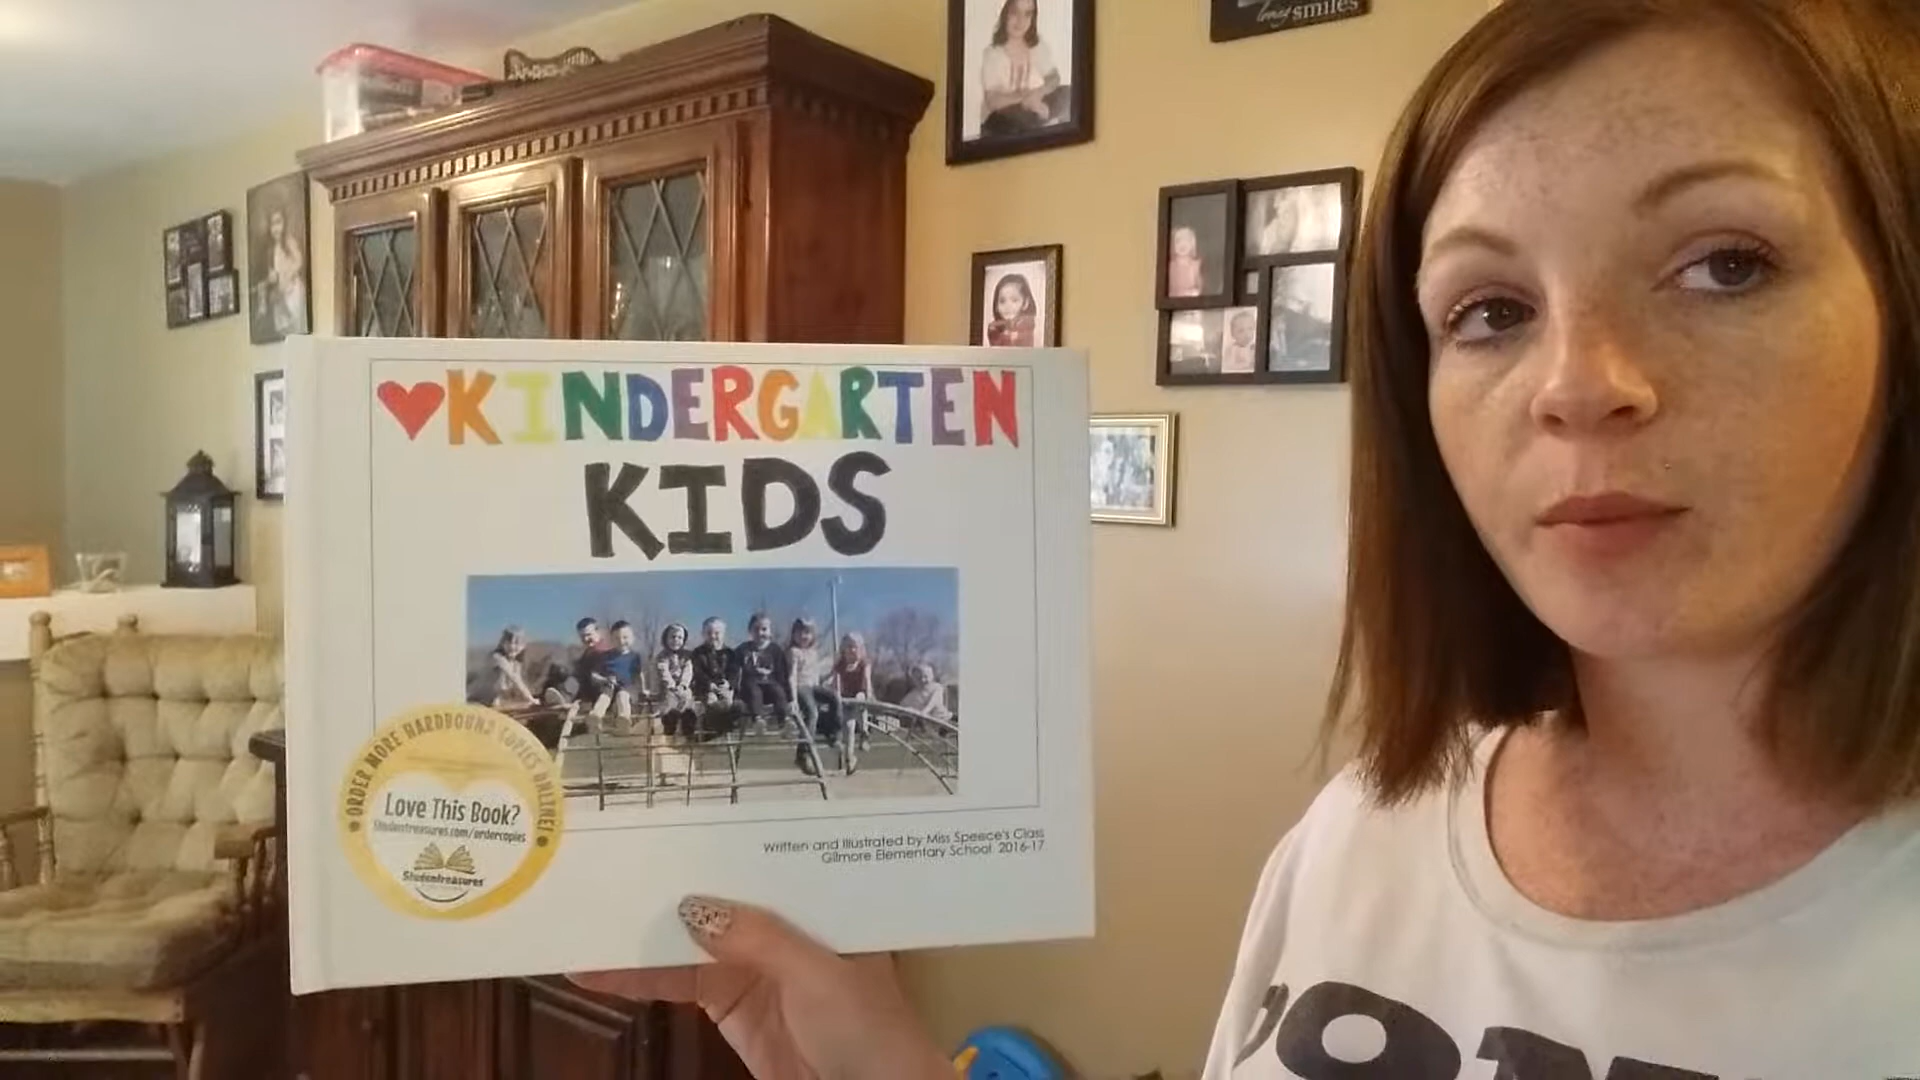 smiles
KINDERGARTEN
KIDS
ORDER MORE HARDBOUND COPIES ONLINE!
Love This Book?
Studentreasures.com/ordercopies
Studentreasures
Written and Illustrated by Miss Speece's Class
Gilmore Elementary School 2016-17